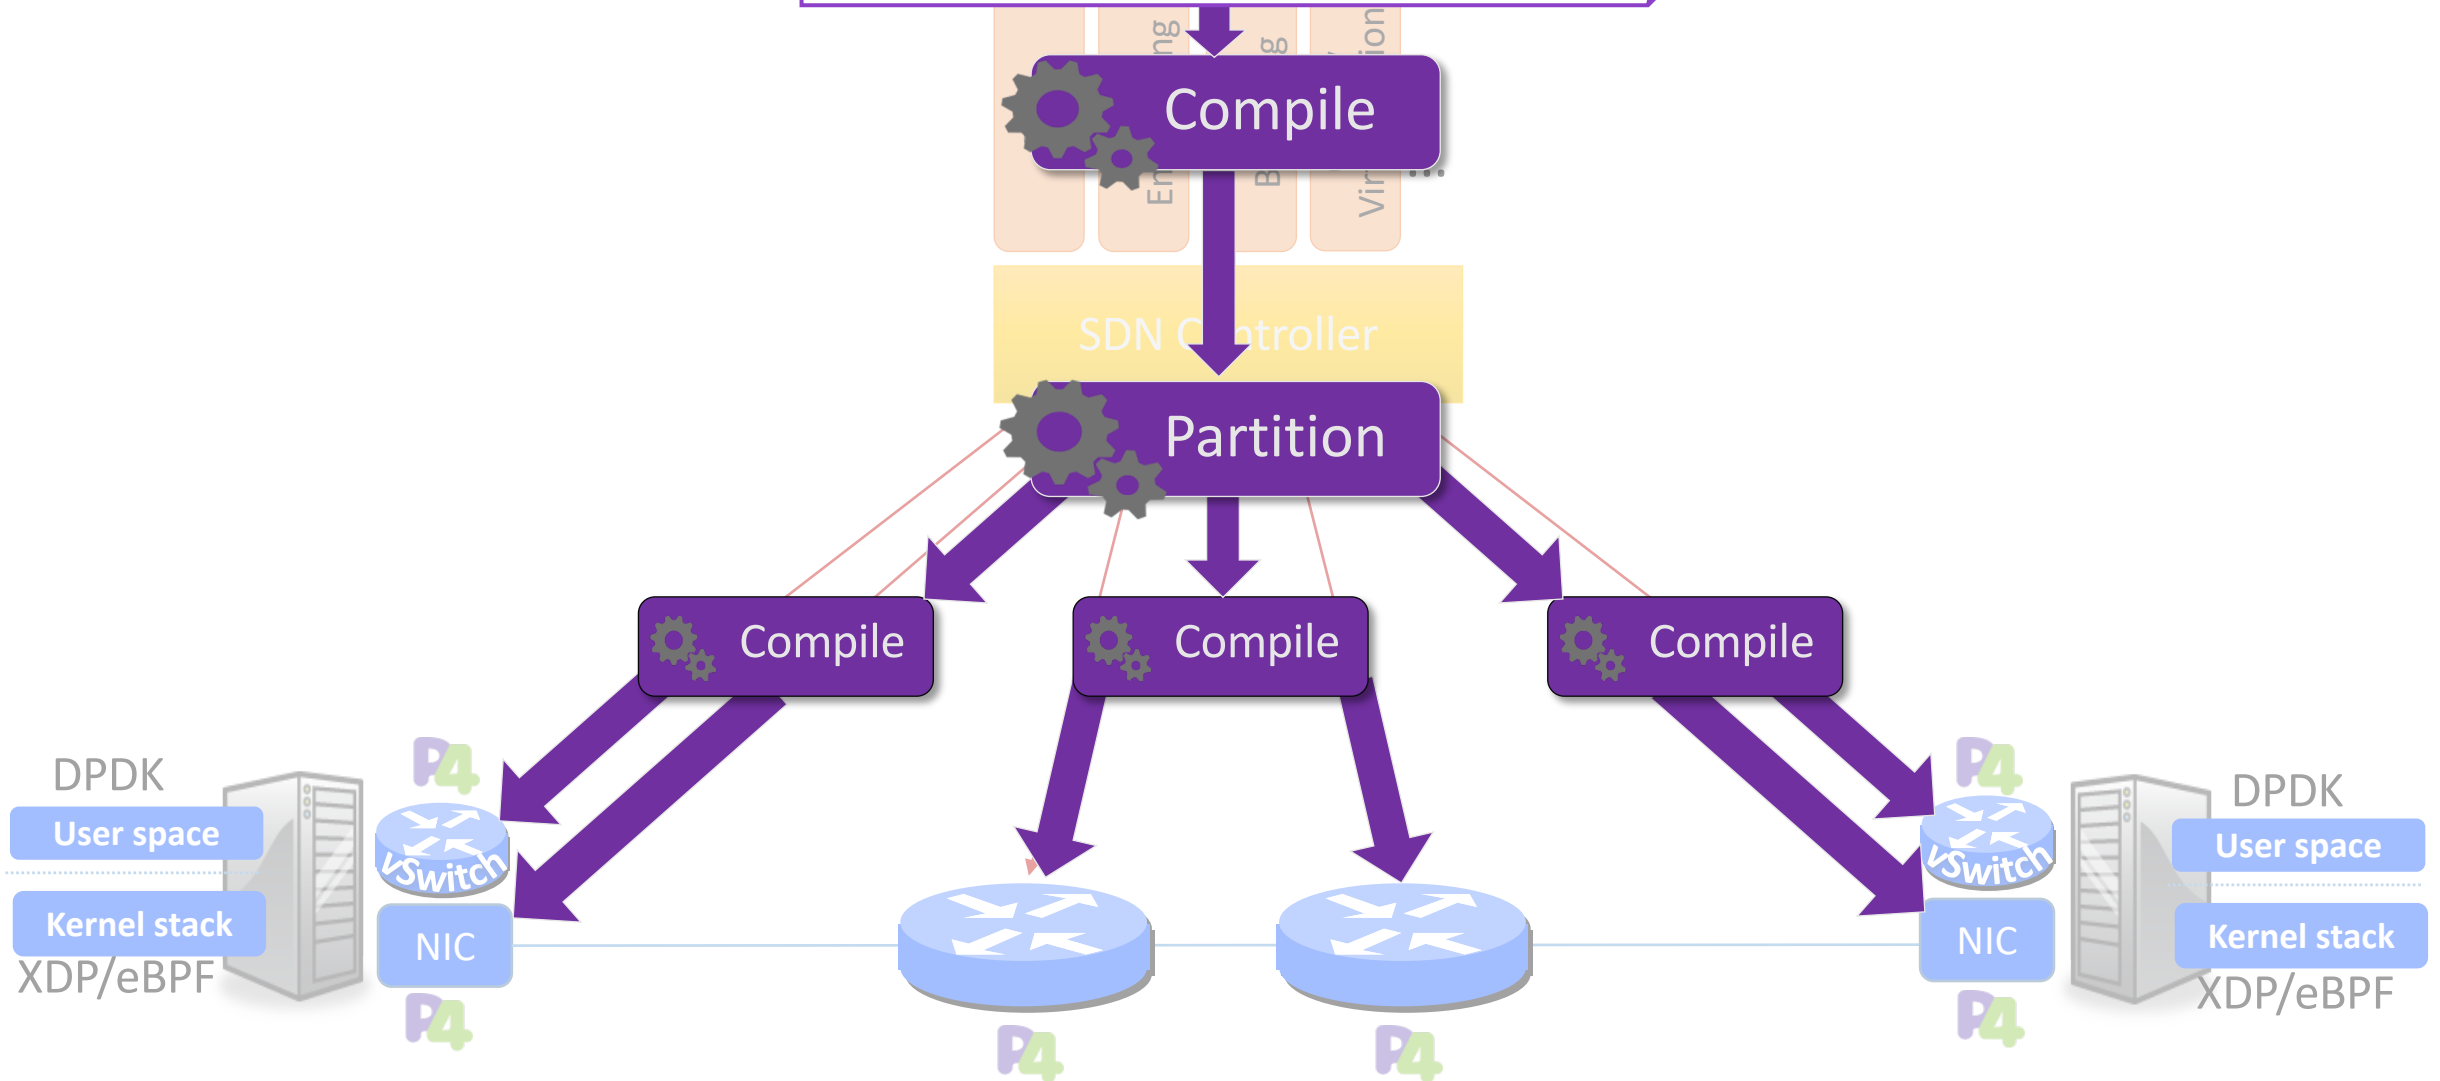 Compile
SDN C ntroller
Partition
Compile
Compile
Compile
DPDK
User space
Kernel stack
XDP/eBPF
P4
vSwitch
NIC
P4
P4
P4
P4
vSwitch
NIC
P4
DPDK
User space
Kernel stack
XDP/eBPF